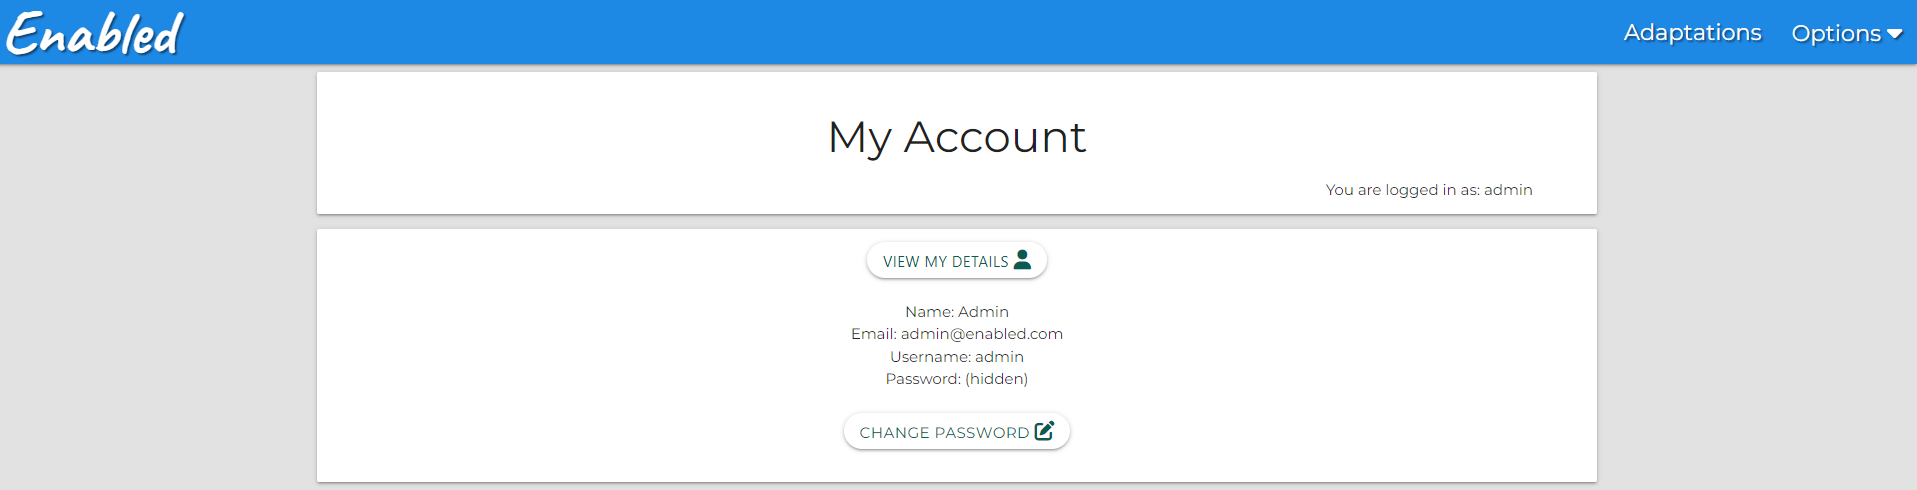 Enabled
Adaptations
Options
My Account
You are logged in as: admin
VIEW MY DETAILS
Name: Admin
Email: admin@enabled.com
Username: admin
Password: (hidden)
CHANGE PASSWORD